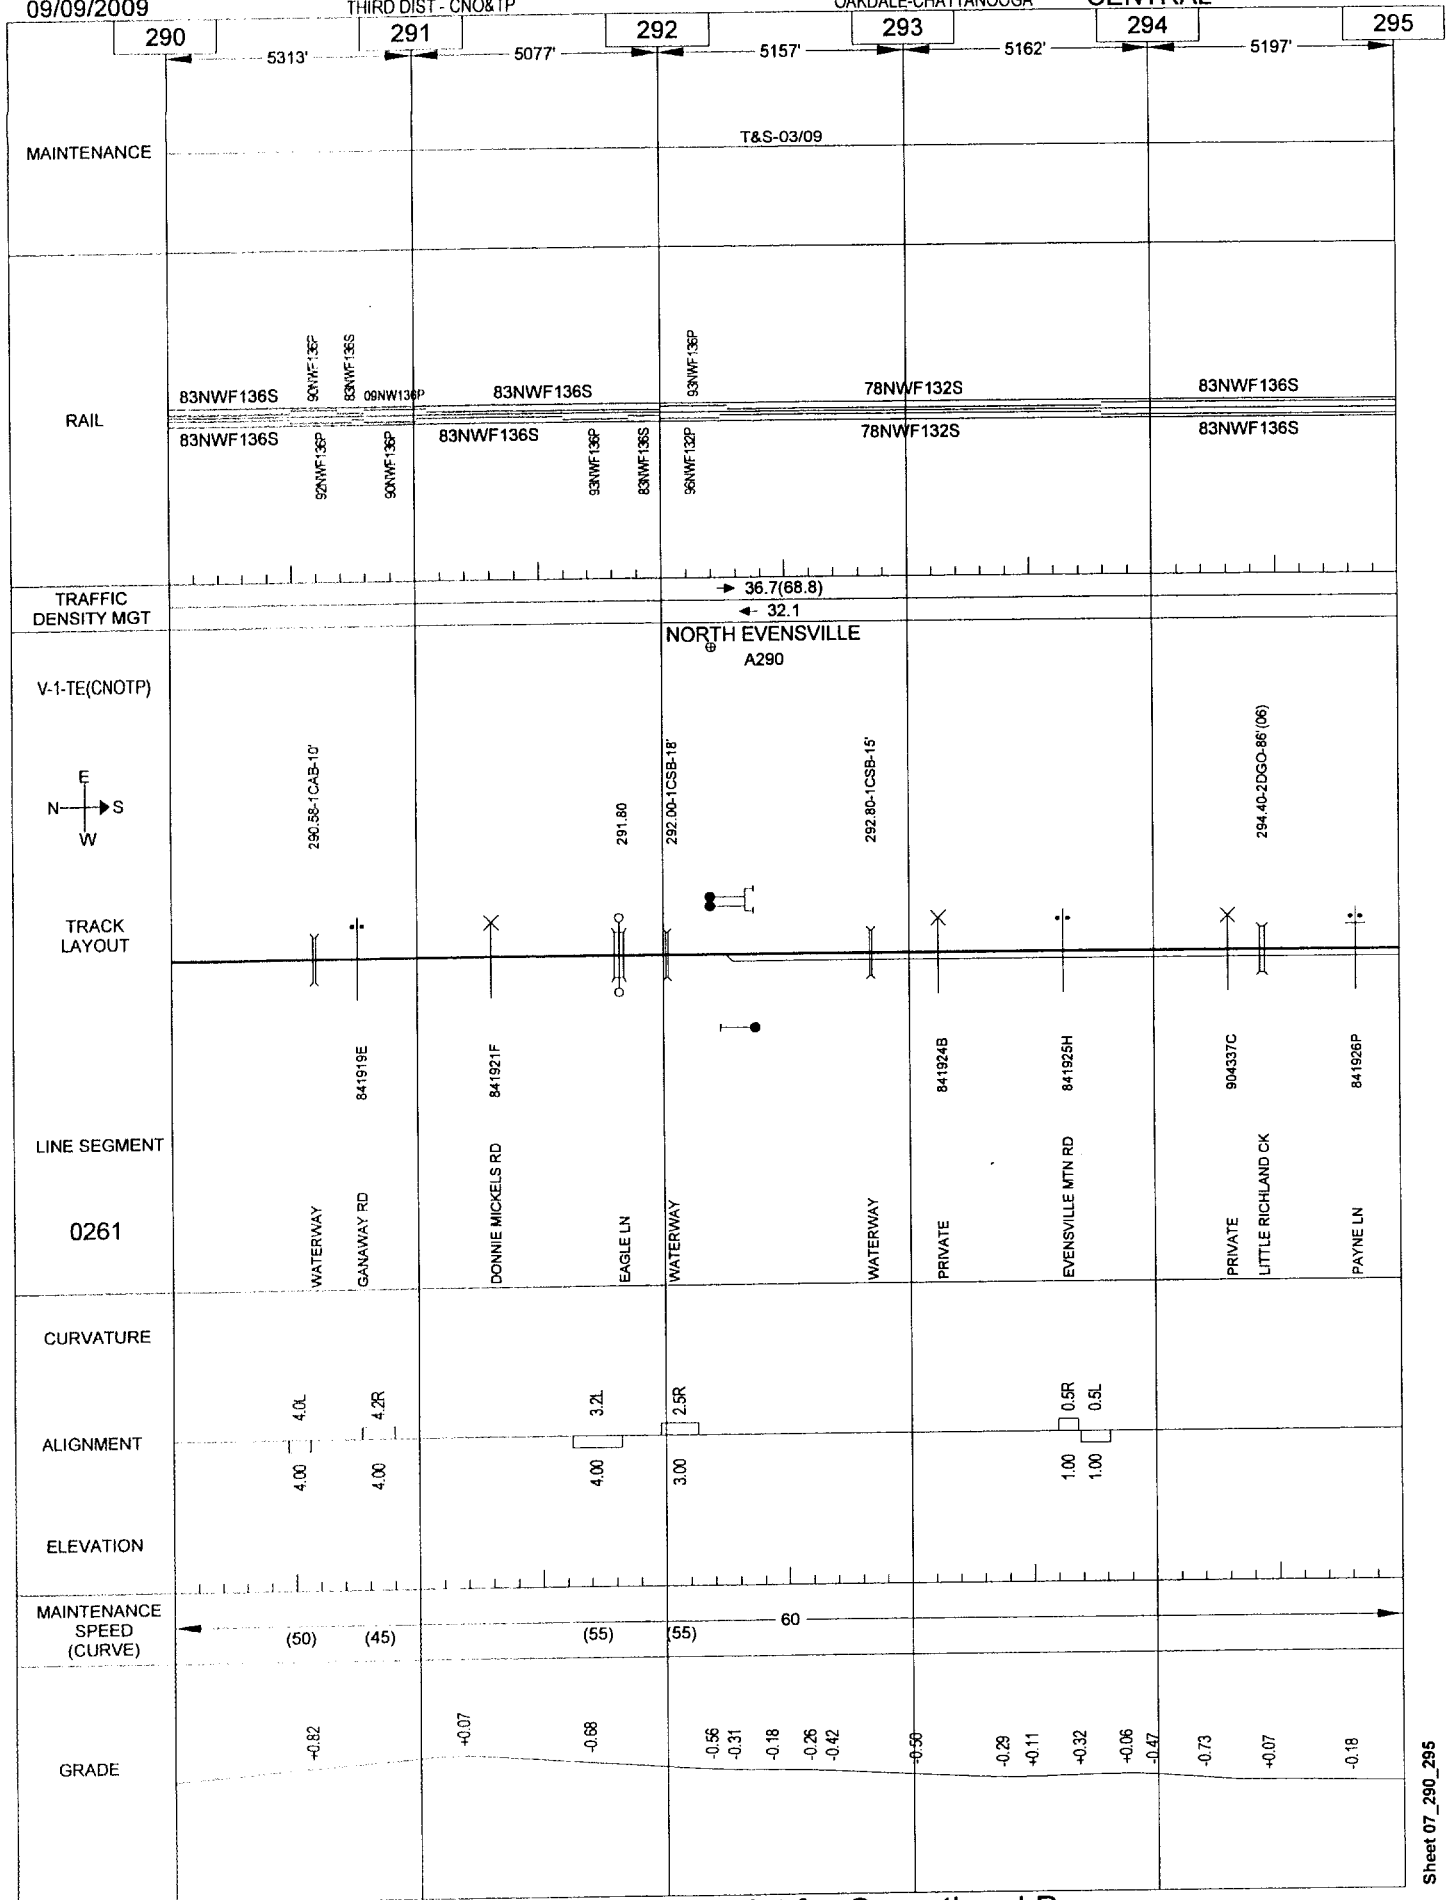 09/09/2009
THIRD DIST - CNO&TP
OAKDALE-CHATTANOOGA
CENTRAL
290 291 292 293 294 295
5313' 5077' 5157' 5162' 5197'
MAINTENANCE
T&S-03/09
90NWF136P 83NWF136S 93NWF136P
83NWF136S 09NW136P 83NWF136S 78NWF132S 83NWF136S
RAIL
83NWF136S 83NWF136S 78NWF132S 83NWF136S
92NWF136P 90NWF136P 93NWF136P 83NWF136S 96NWF132P
TRAFFIC
DENSITY MGT
36.7(68.8)
32.1
NORTH EVENSVILLE
A290
V-1-TE(CNOTP)
E
N S
W
290.58-1CAB-10' 291.80 292.00-1CSB-18' 292.80-1CSB-15' 294.40-2DGO-86'(06)
TRACK
LAYOUT
841919E 841921F 841924B 841925H 904337C 841926P
LINE SEGMENT
0261
WATERWAY
GANAWAY RD
DONNIE MICKELS RD
EAGLE LN
WATERWAY
WATERWAY
PRIVATE
EVENSVILLE MTN RD
PRIVATE
LITTLE RICHLAND CK
PAYNE LN
CURVATURE
4.0L 4.2R 3.2L 2.5R 0.5R 0.5L
ALIGNMENT
4.00 4.00 4.00 3.00 1.00 1.00
ELEVATION
MAINTENANCE
SPEED
(CURVE)
60
(50) (45) (55) (55)
GRADE
+0.82 +0.07 -0.68 -0.56 -0.31 -0.18 -0.26 -0.42 -0.50 -0.29 +0.11 +0.32 +0.06 -0.47 -0.73 +0.07 -0.18
Sheet 07_290_295